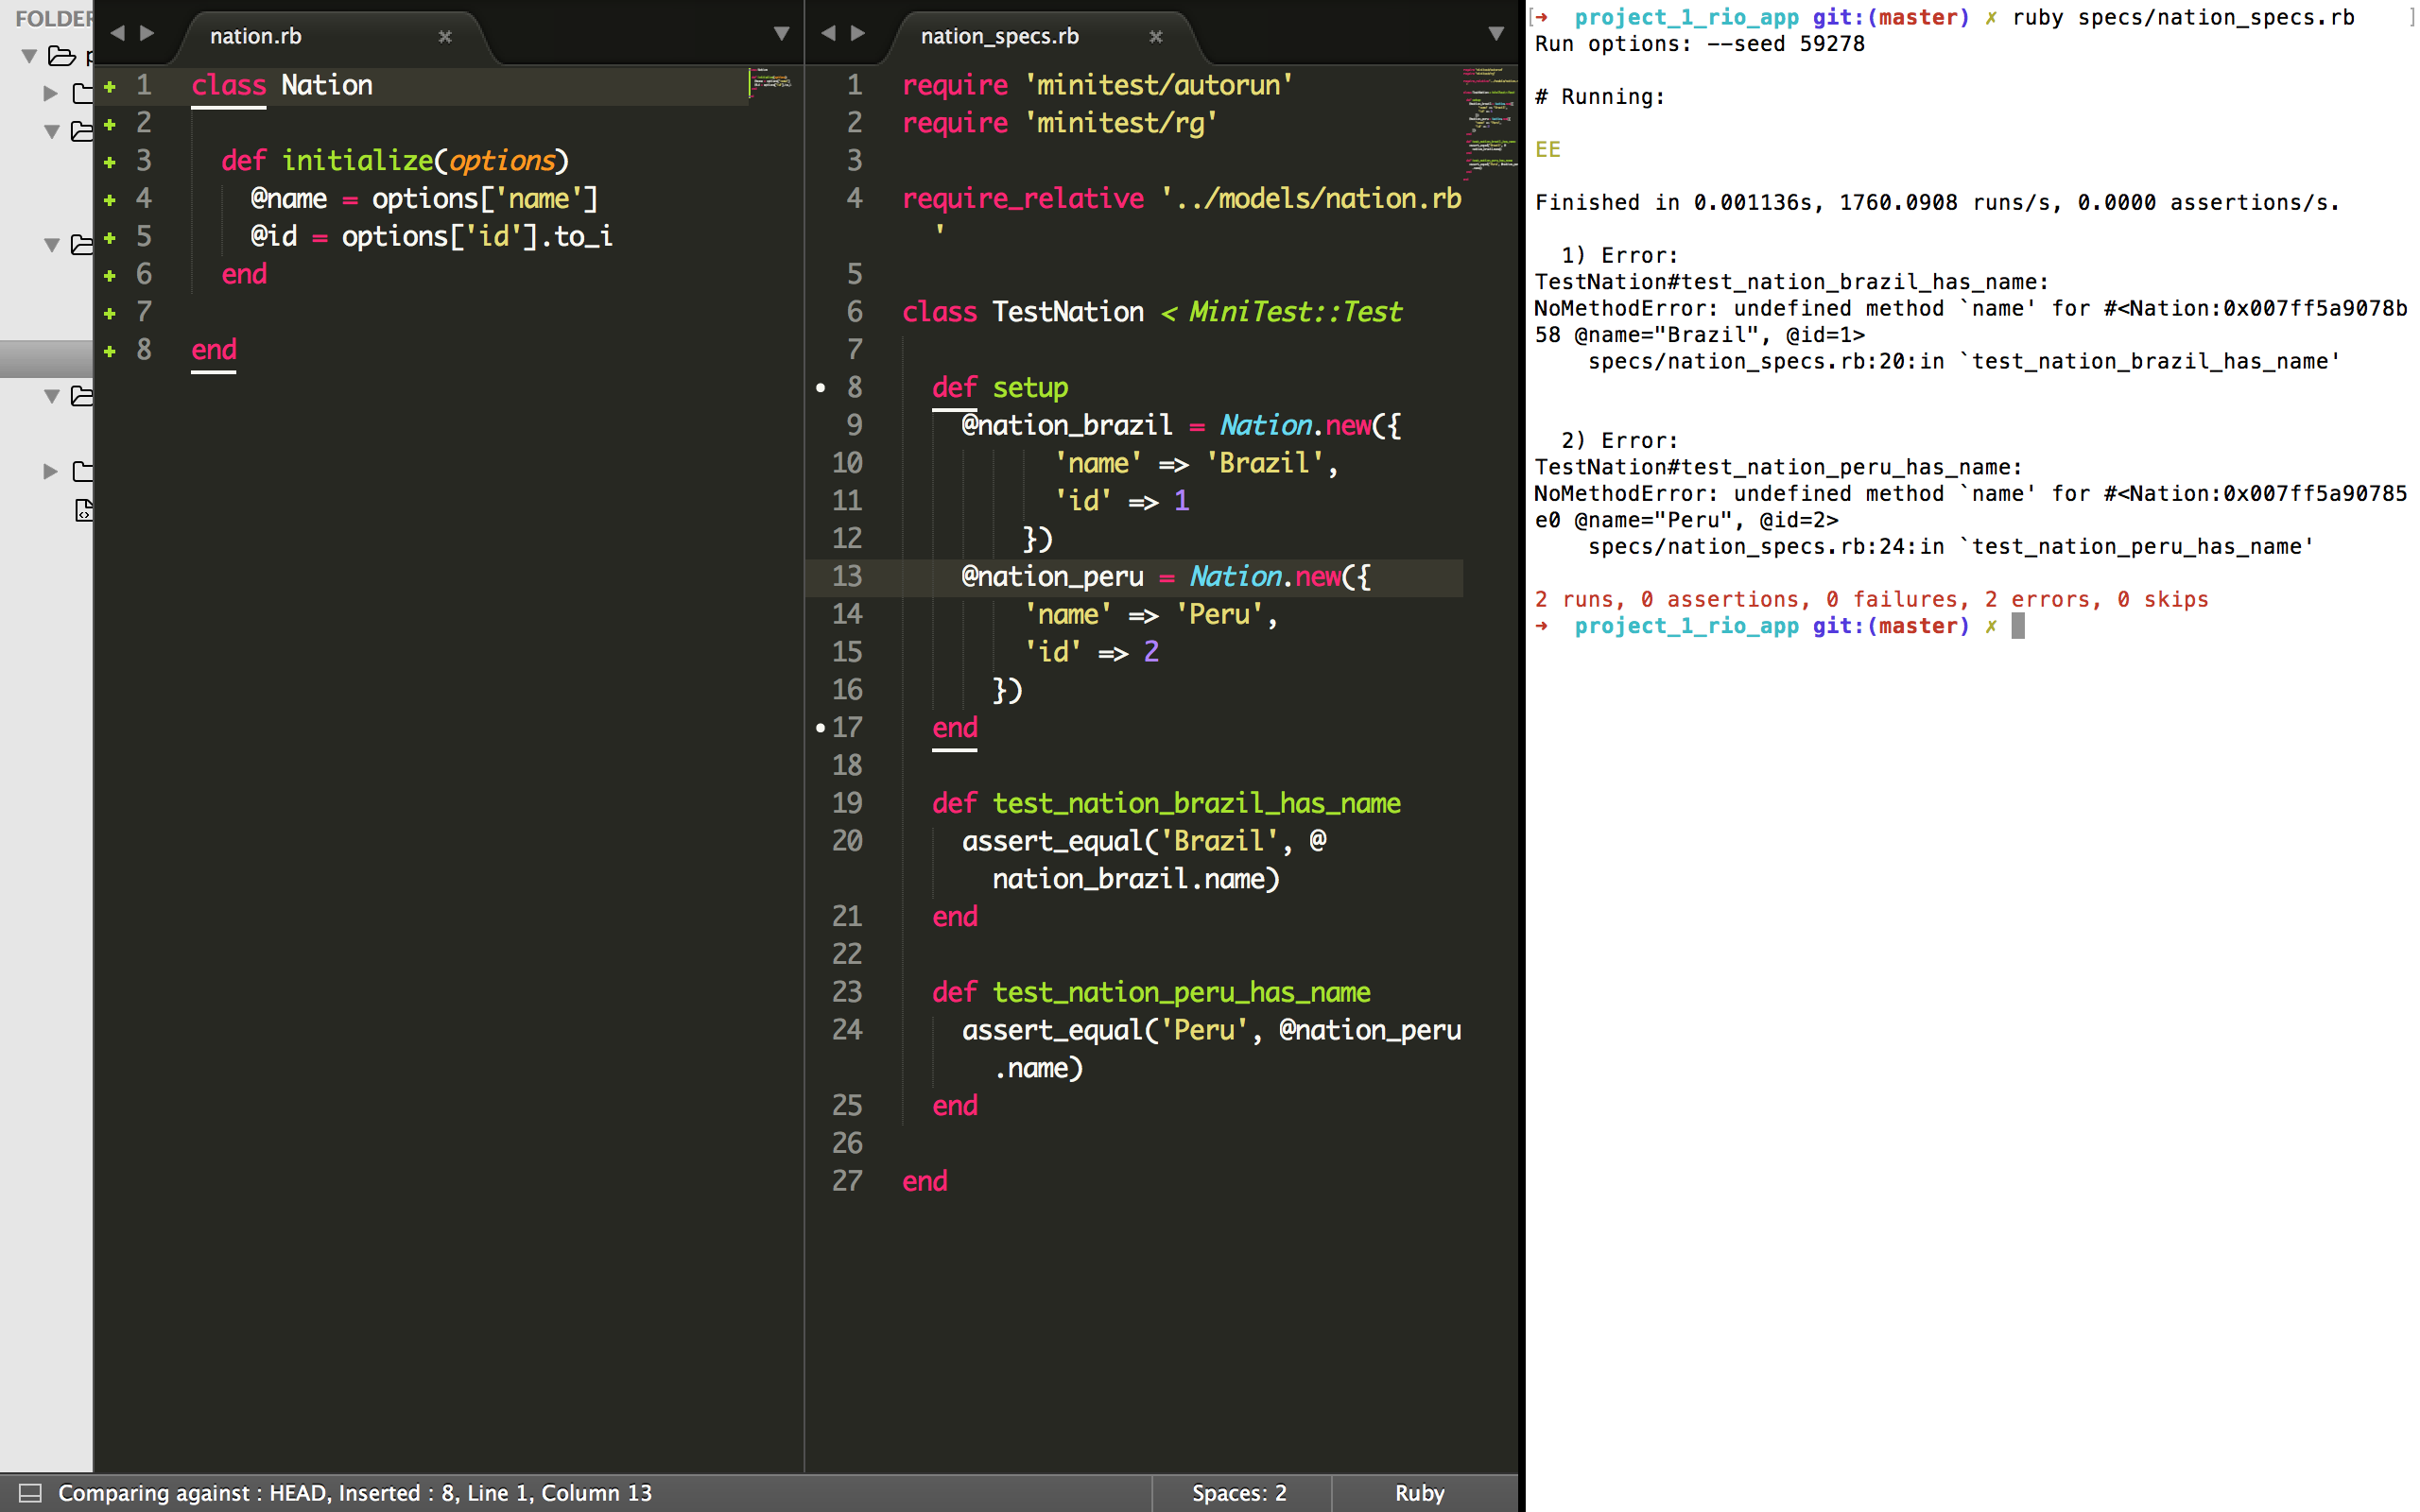 FOLDER
p
nation.rb
1 class Nation
2
3 def initialize(options)
4 @name = options['name']
5 @id = options['id'].to_i
6 end
7
8 end
nation_specs.rb
1 require 'minitest/autorun'
2 require 'minitest/rg'
3
4 require_relative '../models/nation.rb
'
5
6 class TestNation < MiniTest::Test
7
8 def setup
9 @nation_brazil = Nation.new({
10 'name' => 'Brazil',
11 'id' => 1
12 })
13 @nation_peru = Nation.new({
14 'name' => 'Peru',
15 'id' => 2
16 })
17 end
18
19 def test_nation_brazil_has_name
20 assert_equal('Brazil', @
nation_brazil.name)
21 end
22
23 def test_nation_peru_has_name
24 assert_equal('Peru', @nation_peru
.name)
25 end
26
27 end
Comparing against : HEAD, Inserted : 8, Line 1, Column 13
Spaces: 2
Ruby
[➜ project_1_rio_app git:(master) ✗ ruby specs/nation_specs.rb ]
Run options: --seed 59278
# Running:
EE
Finished in 0.001136s, 1760.0908 runs/s, 0.0000 assertions/s.
1) Error:
TestNation#test_nation_brazil_has_name:
NoMethodError: undefined method `name' for #<Nation:0x007ff5a9078b
58 @name="Brazil", @id=1>
specs/nation_specs.rb:20:in `test_nation_brazil_has_name'
2) Error:
TestNation#test_nation_peru_has_name:
NoMethodError: undefined method `name' for #<Nation:0x007ff5a90785
e0 @name="Peru", @id=2>
specs/nation_specs.rb:24:in `test_nation_peru_has_name'
2 runs, 0 assertions, 0 failures, 2 errors, 0 skips
➜ project_1_rio_app git:(master) ✗